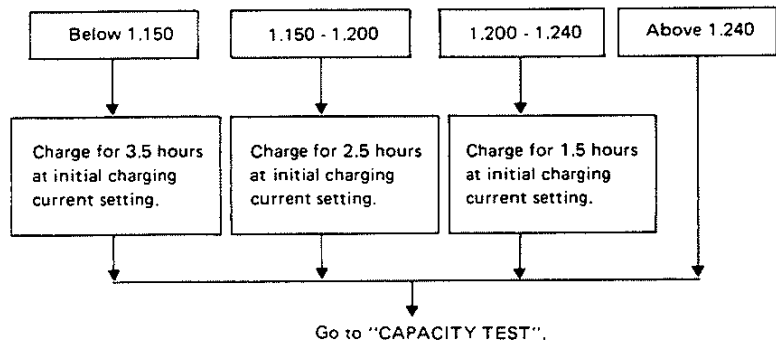 Below 1.150
1.150 - 1.200
1.200 - 1.240
Above 1.240
Charge for 3.5 hours
at initial charging
current setting.
Charge for 2.5 hours
at initial charging
current setting.
Charge for 1.5 hours
at initial charging
current setting.
Go to "CAPACITY TEST".